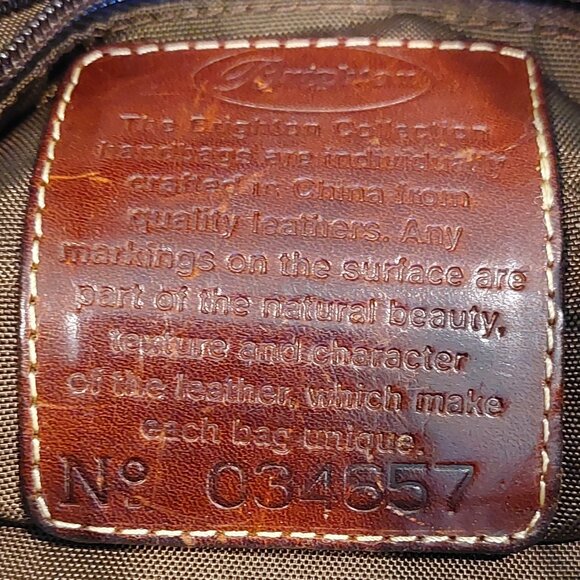 Brighton
The Brighton Collection
handbags are individually
crafted in China from
quality leathers. Any
markings on the surface are
part of the natural beauty,
texture and character
of the leather, which make
each bag unique.
No 034657